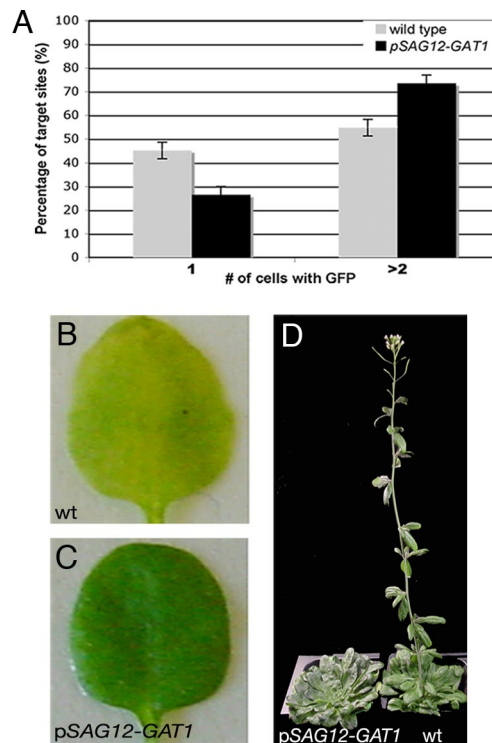 A
100
90
80
70
60
50
40
30
20
10
0
Percentage of target sites (%)
wild type
pSAG12-GAT1
1
>2
# of cells with GFP
B
wt
C
pSAG12-GAT1
D
pSAG12-GAT1 wt